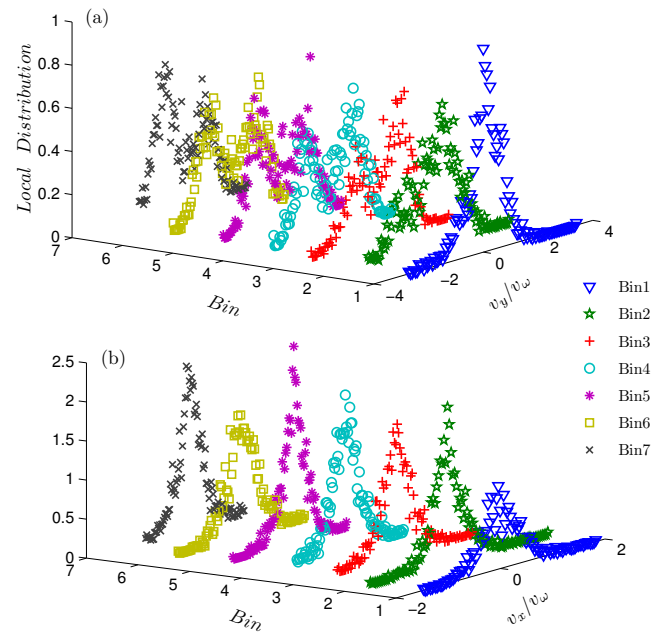 (a)
1
0.8
0.6
0.4
0.2
0
Local Distribution
7
6
5
4
3
2
1
Bin
−4
−2
0
2
4
v_y/v_ω
(b)
2.5
2
1.5
1
0.5
0
7
6
5
4
3
2
1
Bin
−2
0
2
v_x/v_ω
Bin1
Bin2
Bin3
Bin4
Bin5
Bin6
Bin7